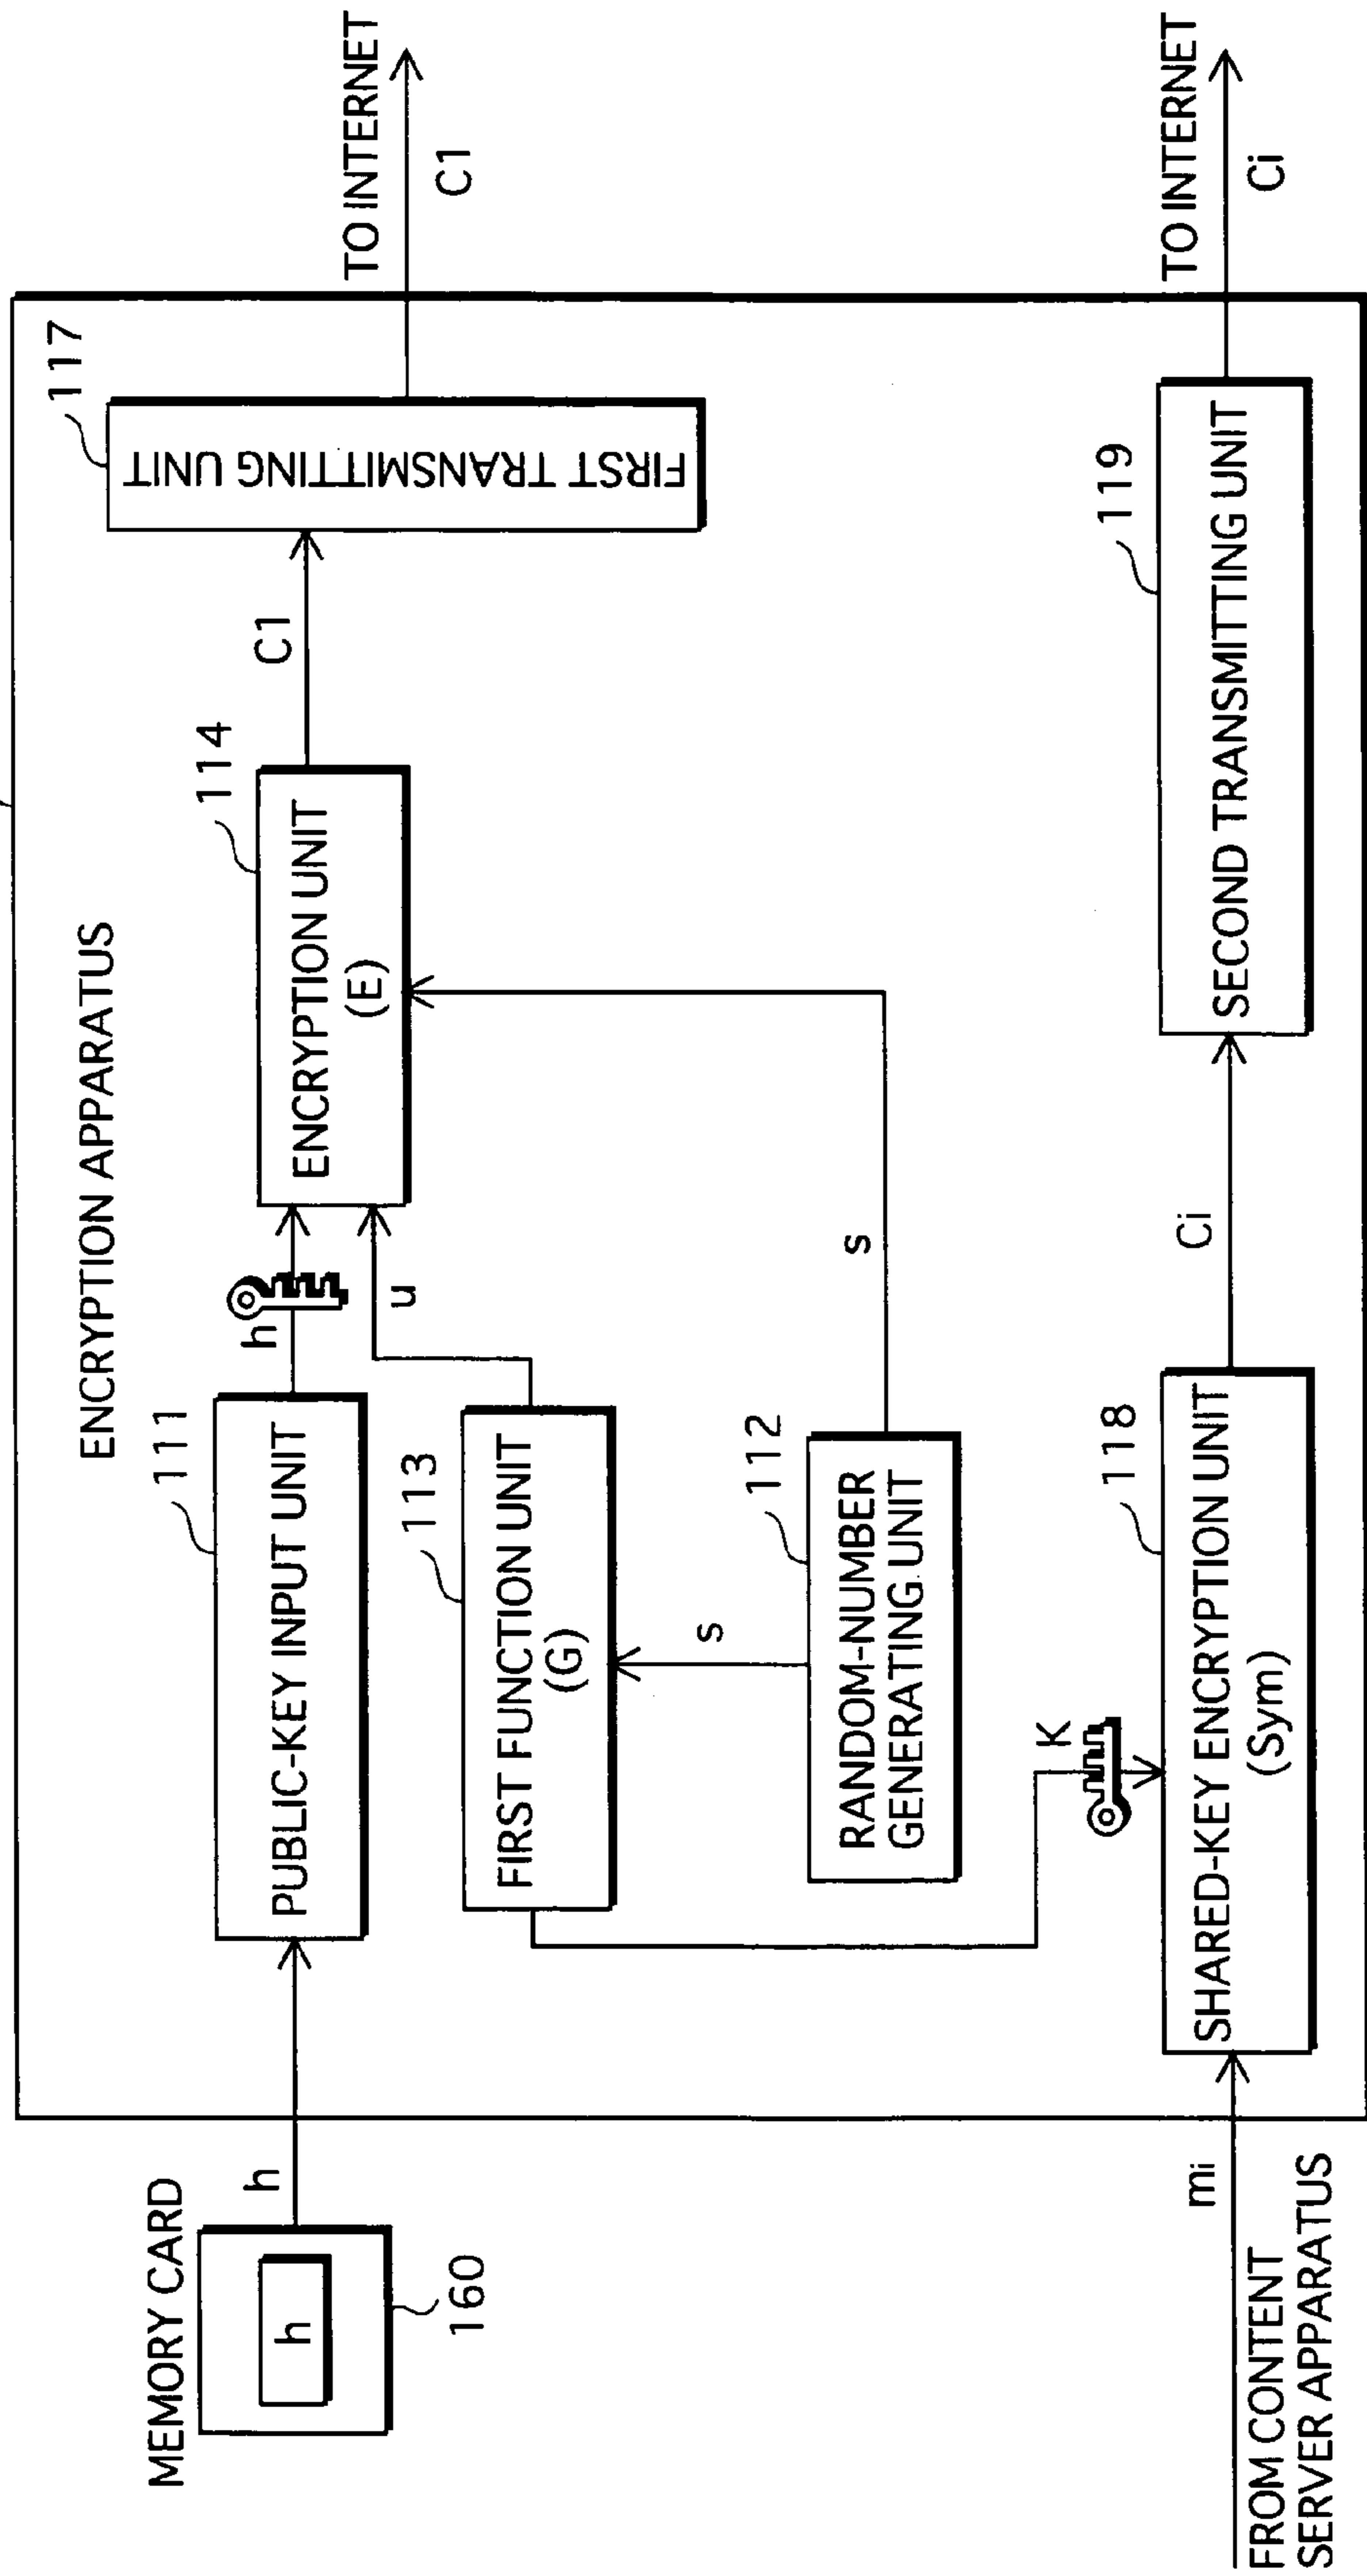 ENCRYPTION APPARATUS
MEMORY CARD
h
160
h
111
PUBLIC-KEY INPUT UNIT
h
114
ENCRYPTION UNIT
(E)
C1
117
FIRST TRANSMITTING UNIT
TO INTERNET
C1
113
FIRST FUNCTION UNIT
(G)
u
s
112
RANDOM-NUMBER
GENERATING UNIT
s
K
FROM CONTENT
SERVER APPARATUS
mi
118
SHARED-KEY ENCRYPTION UNIT
(Sym)
Ci
119
SECOND TRANSMITTING UNIT
TO INTERNET
Ci